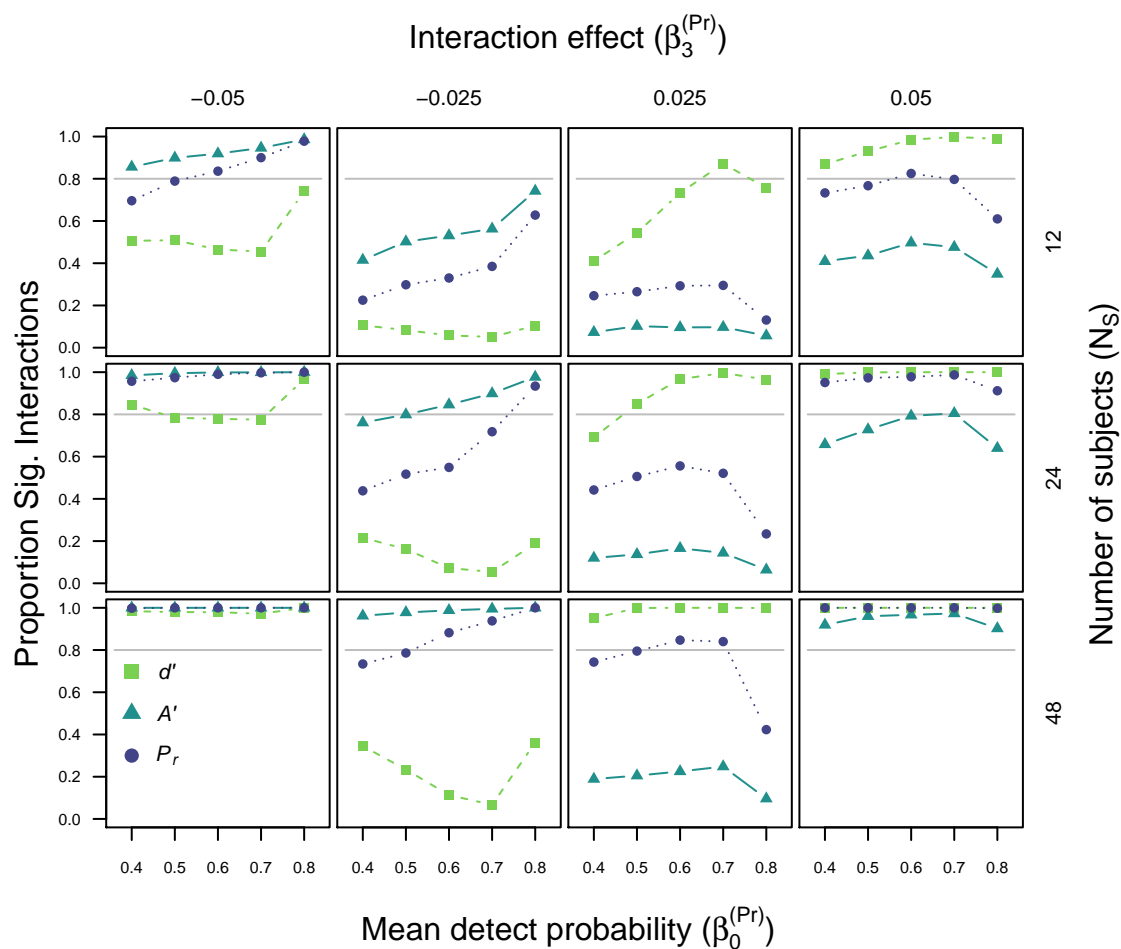 Interaction effect (β₃⁽ᴾʳ⁾)
−0.05 −0.025 0.025 0.05
Proportion Sig. Interactions
1.0
0.8
0.6
0.4
0.2
0.0
12
1.0
0.8
0.6
0.4
0.2
0.0
24
1.0
0.8
0.6
0.4
0.2
0.0
48
d'
A'
Pᵣ
Number of subjects (Nₛ)
0.4 0.5 0.6 0.7 0.8 0.4 0.5 0.6 0.7 0.8 0.4 0.5 0.6 0.7 0.8 0.4 0.5 0.6 0.7 0.8
Mean detect probability (β₀⁽ᴾʳ⁾)